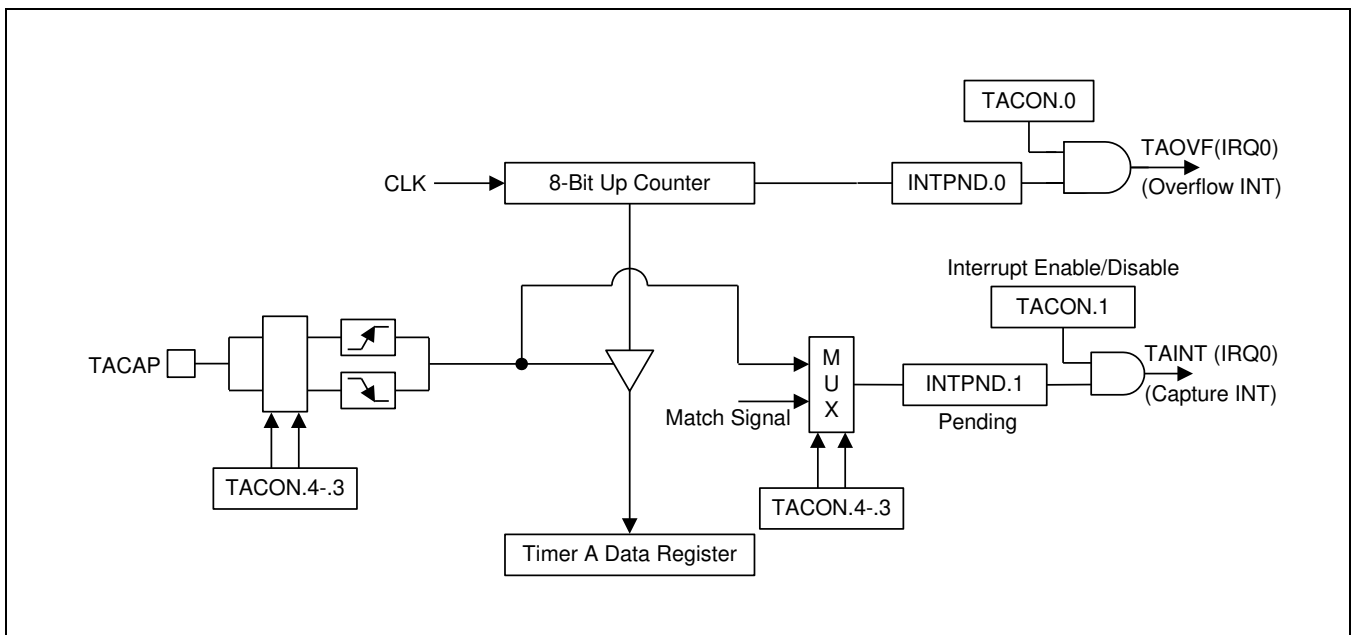 TACON.0
TAOVF(IRQ0)
(Overflow INT)
CLK
8-Bit Up Counter
INTPND.0
Interrupt Enable/Disable
TACON.1
TAINT (IRQ0)
(Capture INT)
TACAP
M
U
X
INTPND.1
Pending
Match Signal
TACON.4-.3
TACON.4-.3
Timer A Data Register